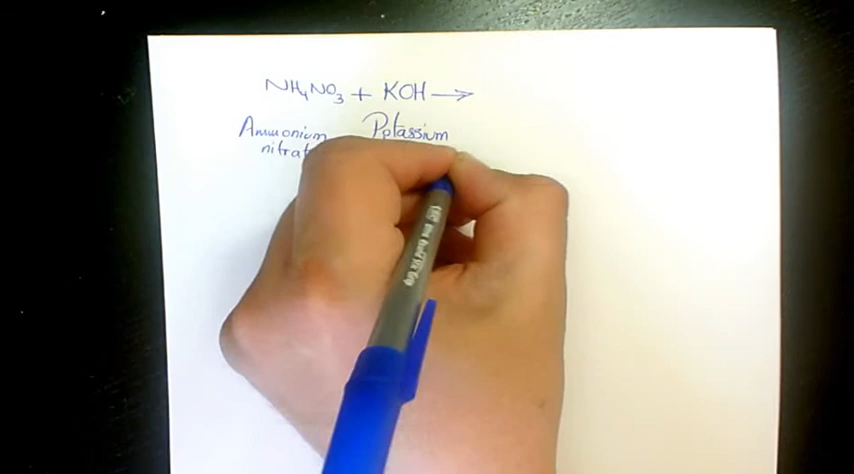 NH₄NO₃ + KOH →
Ammonium Potassium